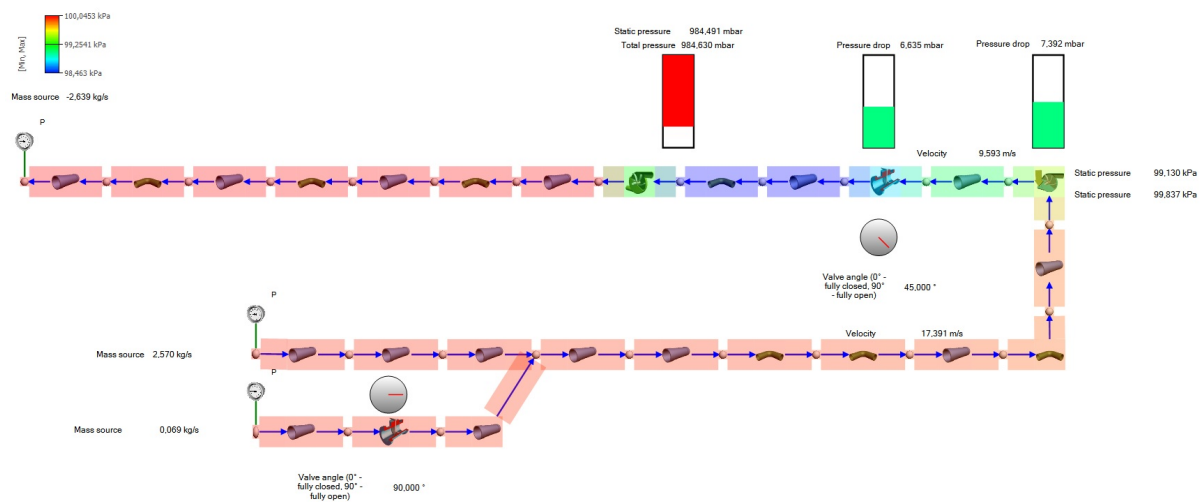 100,0453 kPa
99,2541 kPa
98,463 kPa
[Min, Max]
Mass source -2,639 kg/s
P
Static pressure 984,491 mbar
Total pressure 984,630 mbar
Pressure drop 6,635 mbar
Pressure drop 7,392 mbar
Velocity 9,593 m/s
Static pressure 99,130 kPa
Static pressure 99,837 kPa
Valve angle (0° -
fully closed, 90° 45,000 °
- fully open)
P
Velocity 17,391 m/s
Mass source 2,570 kg/s
P
Mass source 0,069 kg/s
Valve angle (0° -
fully closed, 90° - 90,000 °
fully open)